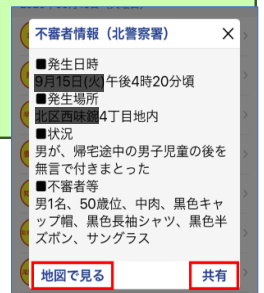 不審者情報（北警察署） ×
■発生日時
9月15日(火)午後4時20分頃
■発生場所
北区西味鋺4丁目地内
■状況
男が、帰宅途中の男子児童の後を
無言で付きまとった
■不審者等
男1名、50歳位、中肉、黒色キャ
ップ帽、黒色長袖シャツ、黒色半
ズボン、サングラス
地図で見る 共有